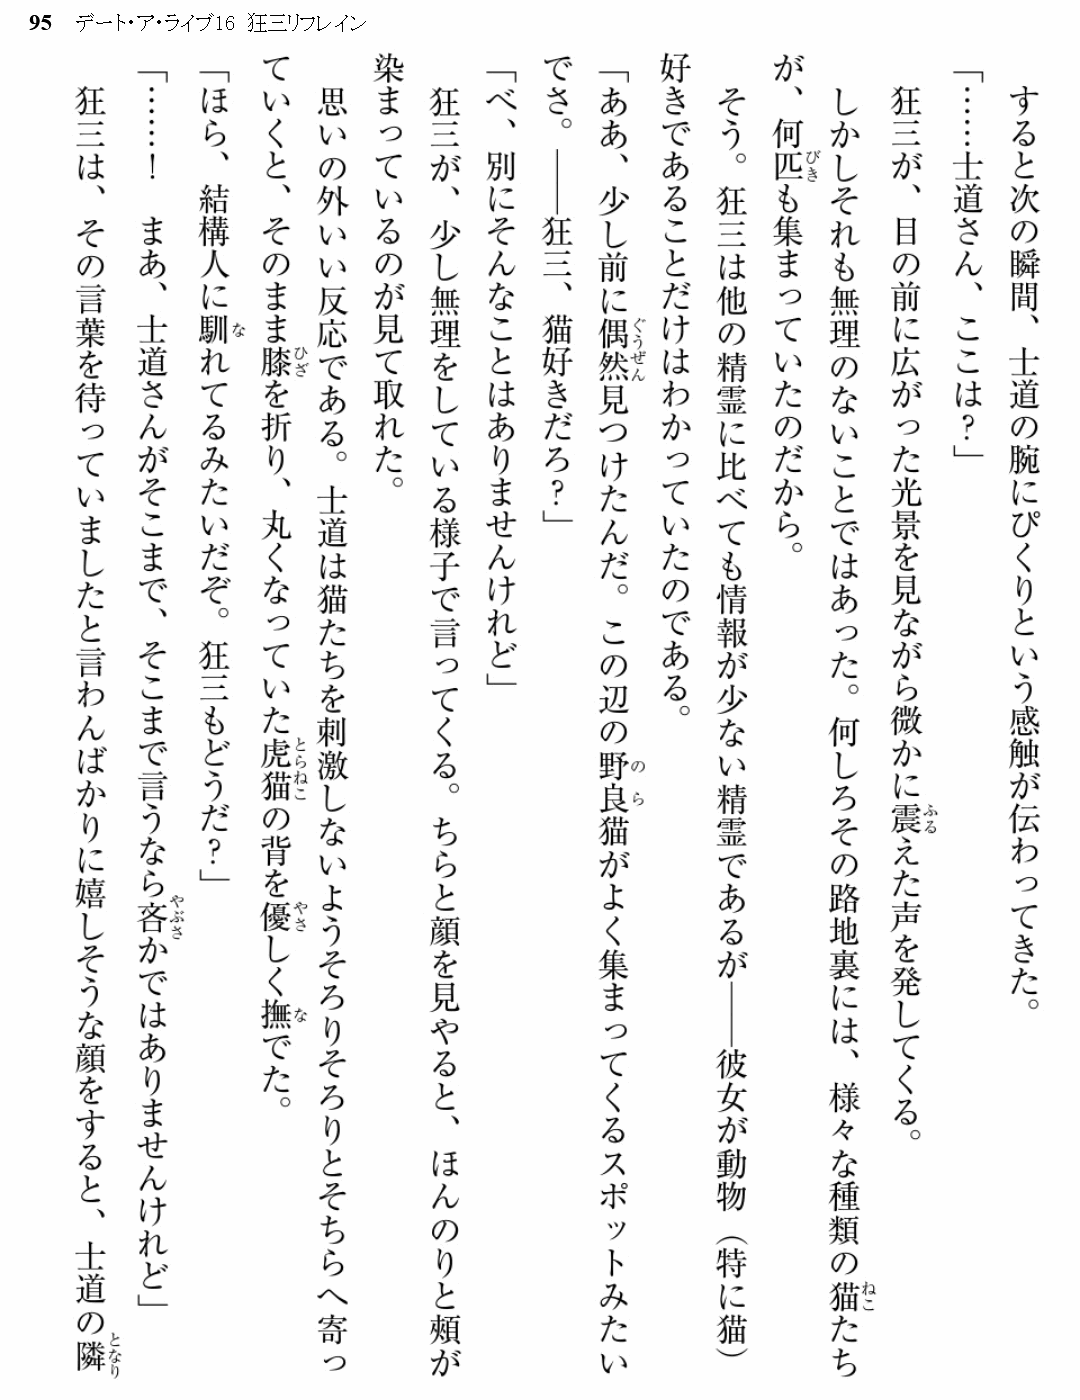 95 デート・ア・ライブ16 狂三リフレイン
すると次の瞬間、士道の腕にぴくりという感触が伝わってきた。
「……士道さん、ここは？」
狂三が、目の前に広がった光景を見ながら微かに震えた声を発してくる。
しかしそれも無理のないことではあった。何しろその路地裏には、様々な種類の猫たち
が、何匹も集まっていたのだから。
そう。狂三は他の精霊に比べても情報が少ない精霊であるが――彼女が動物（特に猫）
好きであることだけはわかっていたのである。
「ああ、少し前に偶然見つけたんだ。この辺の野良猫がよく集まってくるスポットみたい
でさ。――狂三、猫好きだろ？」
「べ、別にそんなことはありませんけれど」
狂三が、少し無理をしている様子で言ってくる。ちらと顔を見やると、ほんのりと頬が
染まっているのが見て取れた。
思いの外いい反応である。士道は猫たちを刺激しないようそろりそろりとそちらへ寄っ
ていくと、そのまま膝を折り、丸くなっていた虎猫の背を優しく撫でた。
「ほら、結構人に馴れてるみたいだぞ。狂三もどうだ？」
「……！　まあ、士道さんがそこまで、そこまで言うなら吝かではありませんけれど」
狂三は、その言葉を待っていましたと言わんばかりに嬉しそうな顔をすると、士道の隣